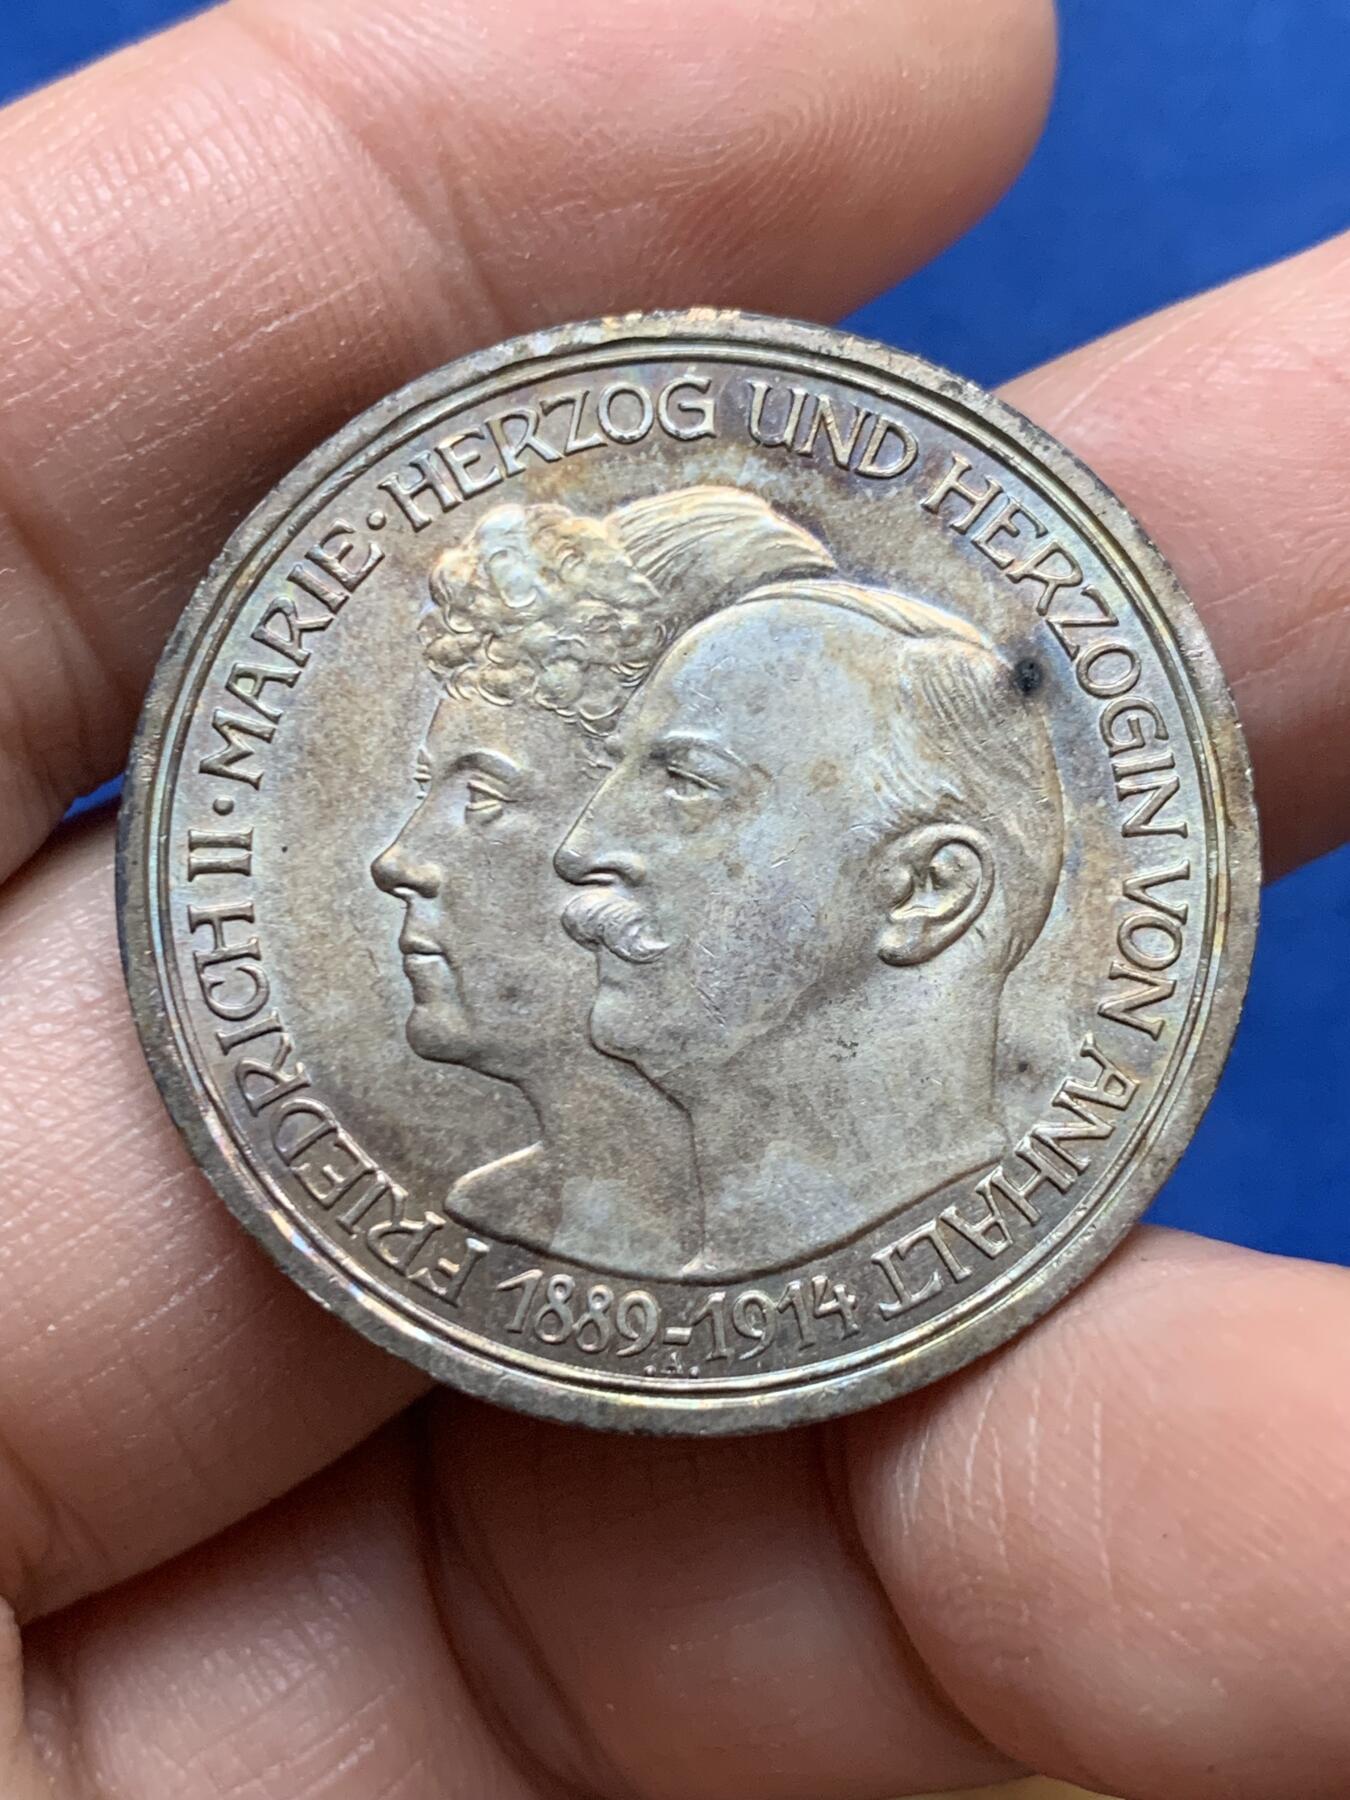 FRIEDRICH II · MARIE · HERZOG UND HERZOGIN VON ANHALT
1889-1914
.A.